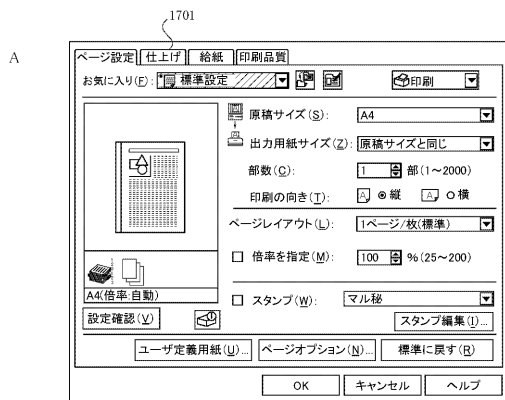 1701
A
ページ設定 仕上げ 給紙 印刷品質
お気に入り(F): 標準設定 印刷
原稿サイズ(S): A4
出力用紙サイズ(Z): 原稿サイズと同じ
部数(C): 1 部(1~2000)
印刷の向き(T): A 縦 A 横
ページレイアウト(L): 1ページ/枚(標準)
倍率を指定(M): 100 %(25~200)
A4(倍率:自動)
スタンプ(W): マル秘
設定確認(V) スタンプ編集(I)...
ユーザ定義用紙(U)... ページオプション(N)... 標準に戻す(R)
OK キャンセル ヘルプ